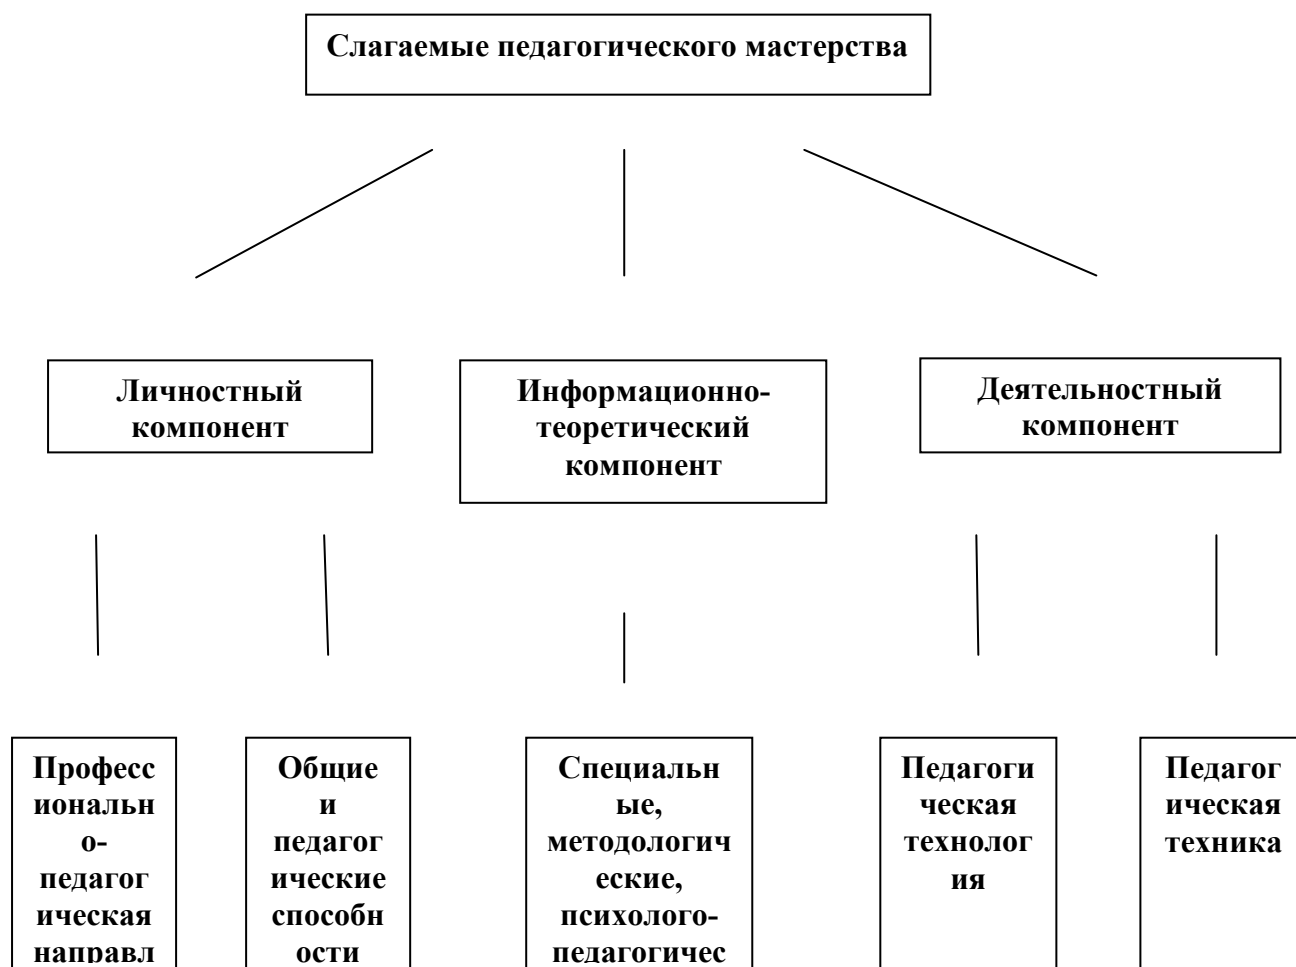 Слагаемые педагогического мастерства
Личностный
компонент
Информационно-
теоретический
компонент
Деятельностный
компонент
Професс
иональн
о-
педагог
ическая
направл
Общие
и
педагог
ические
способн
ости
Специальн
ые,
методологич
еские,
психолого-
педагогичес
Педагоги
ческая
технолог
ия
Педагог
ическая
техника